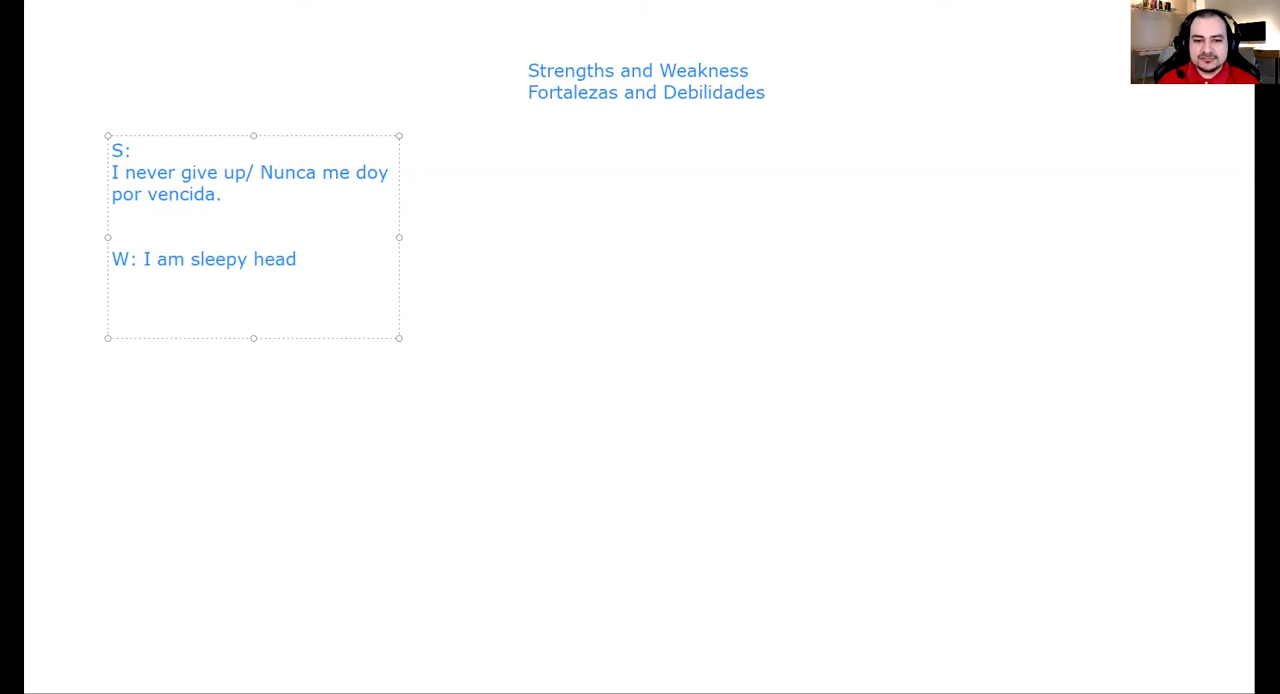 Strengths and Weakness
Fortalezas and Debilidades
S:
I never give up/ Nunca me doy
por vencida.
W: I am sleepy head